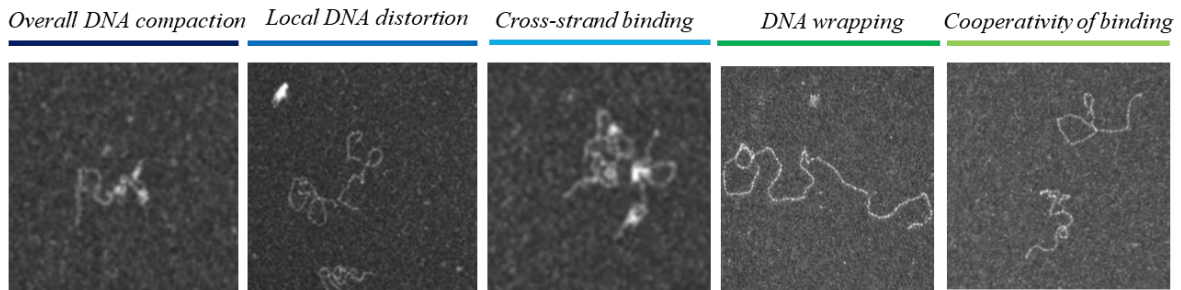 Overall DNA compaction
Local DNA distortion
Cross-strand binding
DNA wrapping
Cooperativity of binding